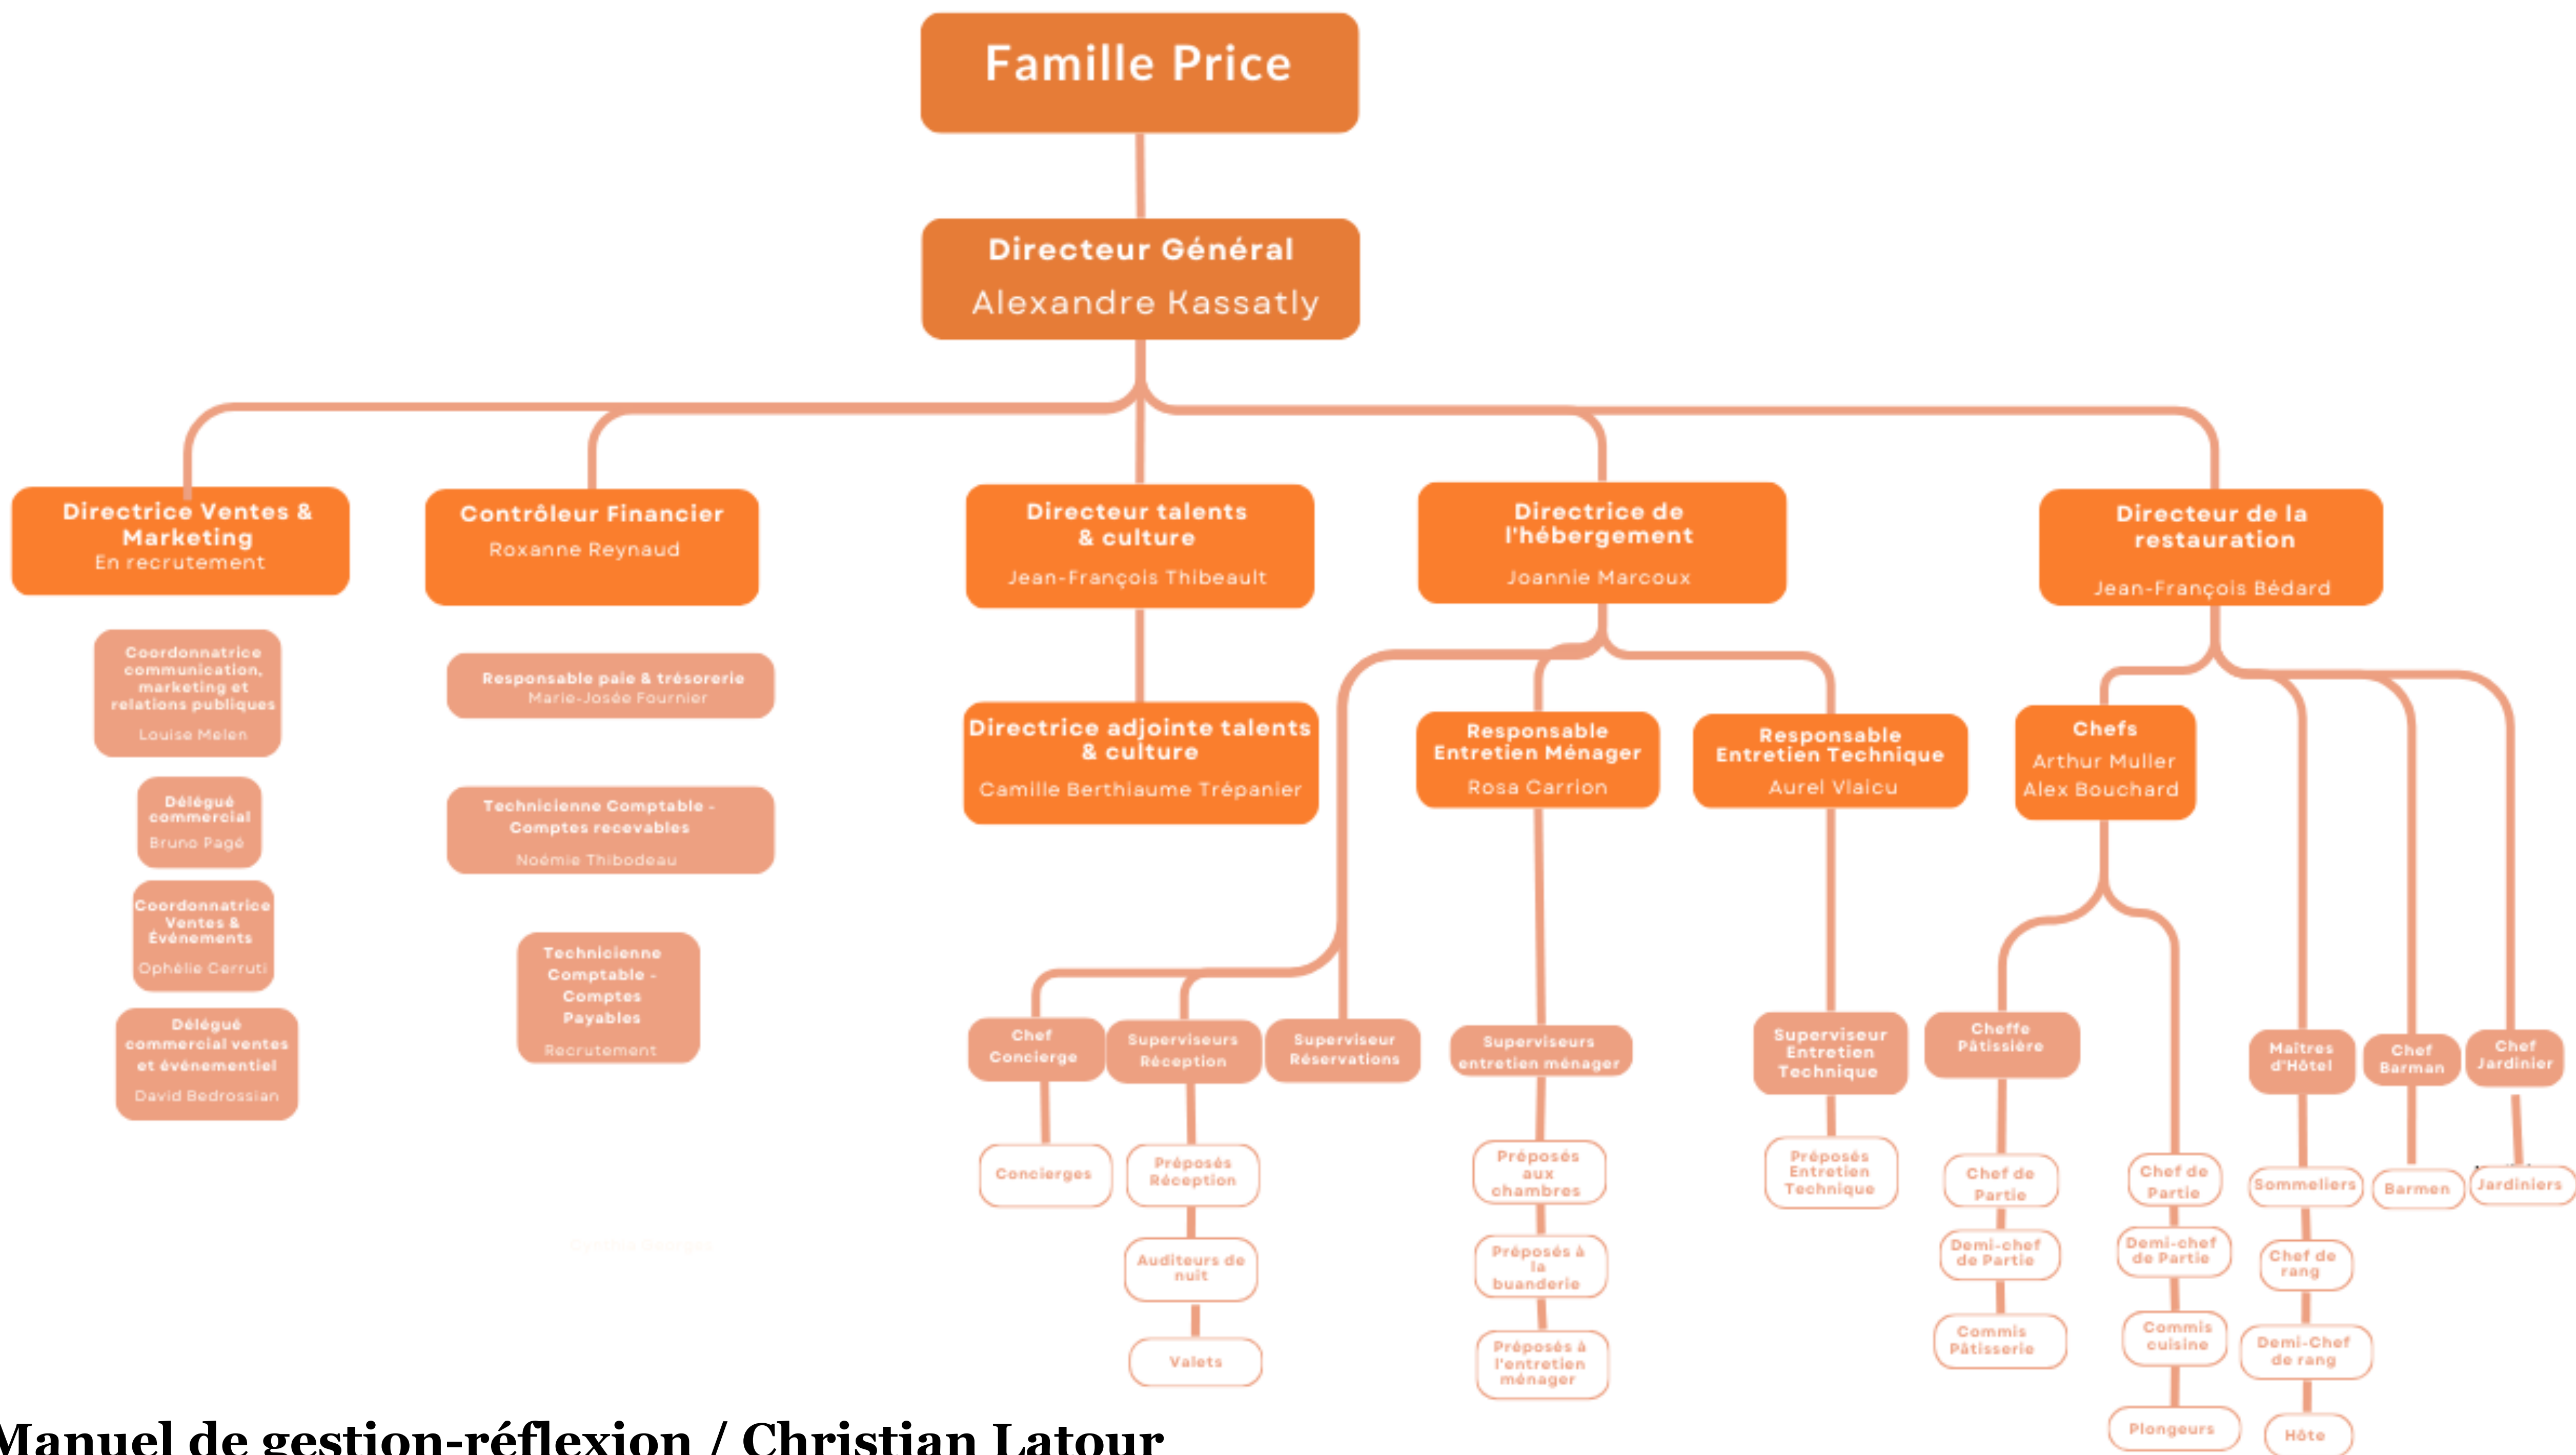 Famille Price
Directeur Général
Alexandre Kassatly
Directrice Ventes &
Marketing
En recrutement
Contrôleur Financier
Roxanne Reynaud
Directeur talents
& culture
Jean-François Thibeault
Directrice de
l'hébergement
Joannie Marcoux
Directeur de la
restauration
Jean-François Bédard
Coordonnatrice
communication,
marketing et
relations publiques
Louise Melen
Délégué
commercial
Bruno Pagé
Coordonnatrice
Ventes &
Événements
Ophélie Cerruti
Délégué
commercial ventes
et événementiel
David Bedrossian
Responsable paie & trésorerie
Marie-Josée Fournier
Technicienne Comptable -
Comptes recevables
Noémie Thibodeau
Technicienne
Comptable -
Comptes
Payables
Recrutement
Directrice adjointe talents
& culture
Camille Berthiaume Trépanier
Responsable
Entretien Ménager
Rosa Carrion
Responsable
Entretien Technique
Aurel Vlaicu
Chefs
Arthur Muller
Alex Bouchard
Chef
Concierge
Superviseurs
Réception
Superviseur
Réservations
Superviseurs
entretien ménager
Superviseur
Entretien
Technique
Cheffe
Pâtissière
Maîtres
d'Hôtel
Chef
Barman
Chef
Jardinier
Concierges
Préposés
Réception
Auditeurs de
nuit
Valets
Préposés
aux
chambres
Préposés à
la
buanderie
Préposés à
l'entretien
ménager
Préposés
Entretien
Technique
Chef de
Partie
Demi-chef
de Partie
Commis
Pâtisserie
Chef de
Partie
Demi-chef
de Partie
Commis
cuisine
Plongeurs
Sommeliers
Chef de
rang
Demi-Chef
de rang
Hôte
Barmen
Jardiniers
Manuel de gestion-réflexion / Christian Latour